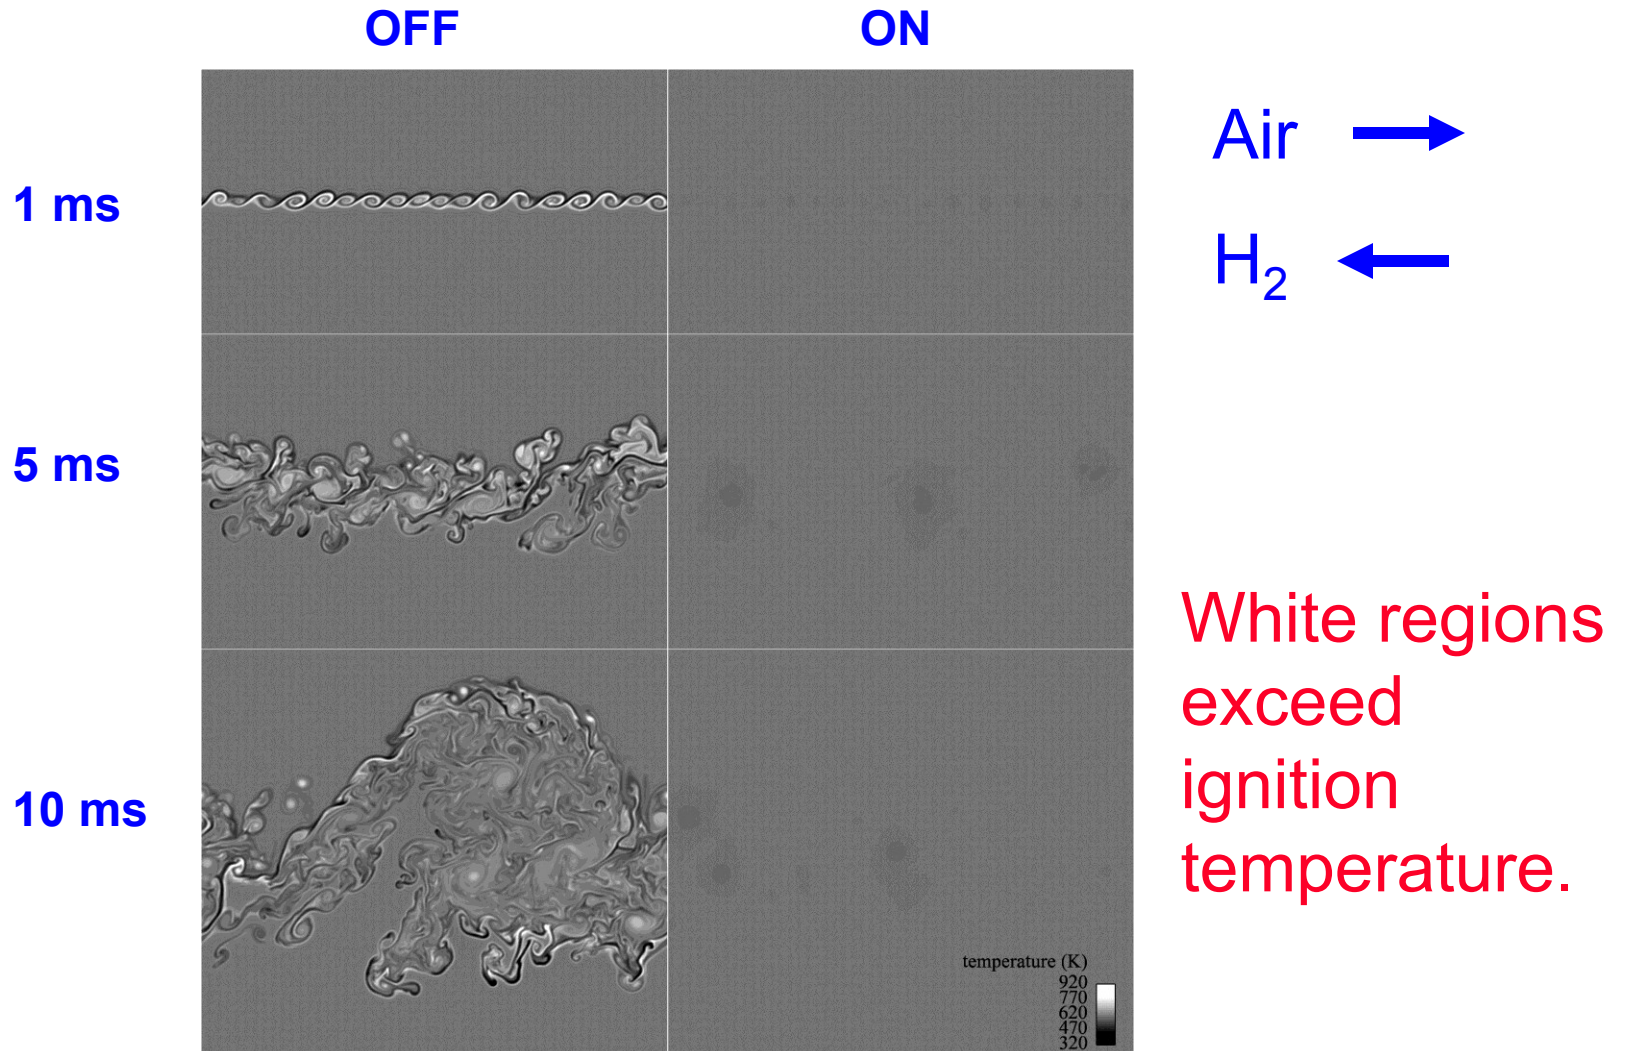 OFF
ON
Air
H₂
1 ms
5 ms
10 ms
White regions
exceed
ignition
temperature.
temperature (K)
920
770
620
470
320